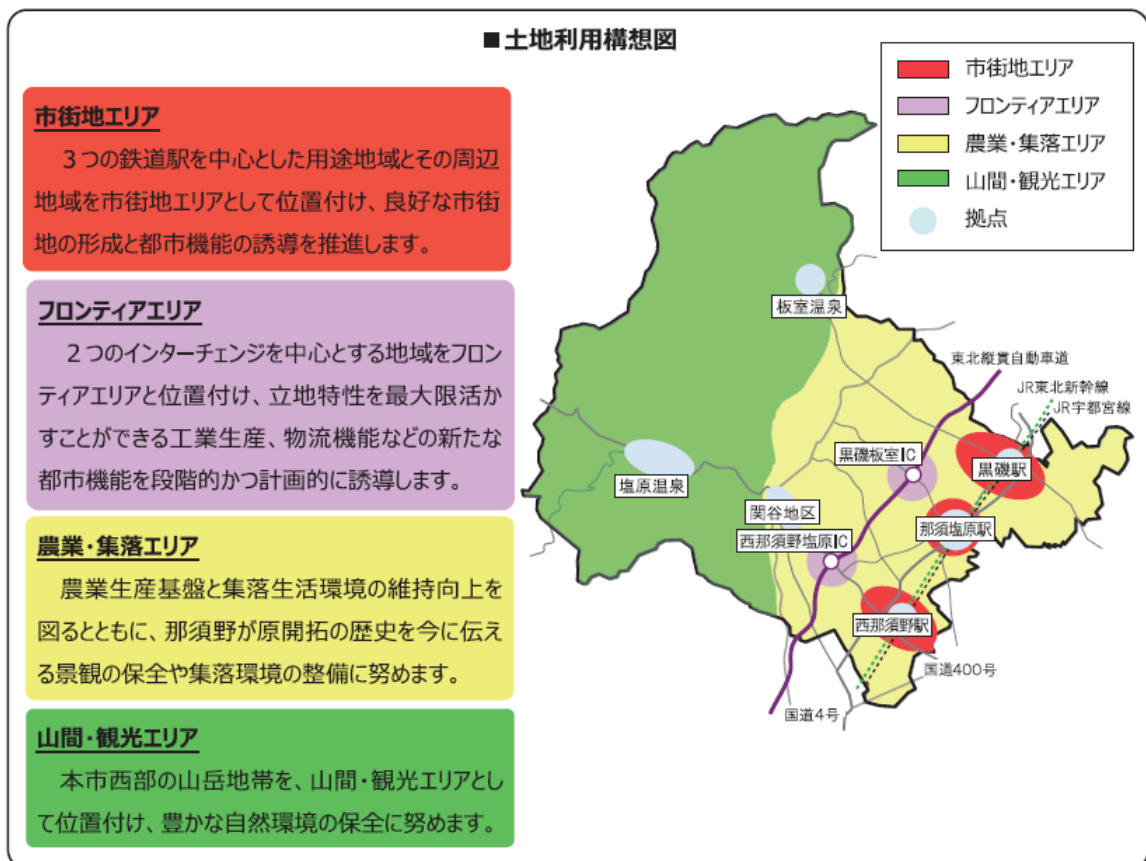 ■土地利用構想図
市街地エリア
３つの鉄道駅を中心とした用途地域とその周辺
地域を市街地エリアとして位置付け、良好な市街
地の形成と都市機能の誘導を推進します。
フロンティアエリア
２つのインターチェンジを中心とする地域をフロン
ティアエリアと位置付け、立地特性を最大限活か
すことができる工業生産、物流機能などの新たな
都市機能を段階的かつ計画的に誘導します。
農業・集落エリア
農業生産基盤と集落生活環境の維持向上を
図るとともに、那須野が原開拓の歴史を今に伝え
る景観の保全や集落環境の整備に努めます。
山間・観光エリア
本市西部の山岳地帯を、山間・観光エリアとし
て位置付け、豊かな自然環境の保全に努めます。
市街地エリア
フロンティアエリア
農業・集落エリア
山間・観光エリア
拠点
板室温泉
東北縦貫自動車道
JR東北新幹線
JR宇都宮線
黒磯板室IC
黒磯駅
塩原温泉
関谷地区
那須塩原駅
西那須野塩原IC
西那須野駅
国道400号
国道4号